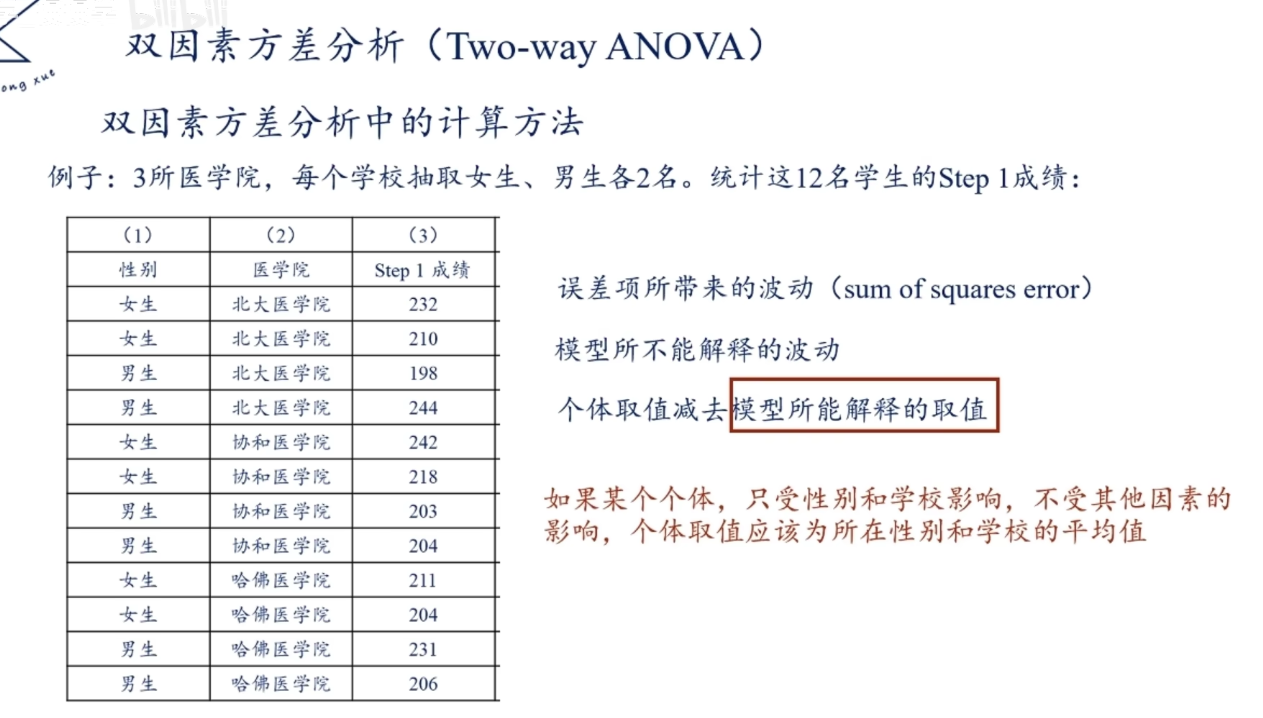 bilibili
ong xue
双因素方差分析（Two-way ANOVA）
双因素方差分析中的计算方法
例子：3所医学院，每个学校抽取女生、男生各2名。统计这12名学生的Step 1成绩：
（1） （2） （3）
性别 医学院 Step 1 成绩
女生 北大医学院 232
女生 北大医学院 210
男生 北大医学院 198
男生 北大医学院 244
女生 协和医学院 242
女生 协和医学院 218
男生 协和医学院 203
男生 协和医学院 204
女生 哈佛医学院 211
女生 哈佛医学院 204
男生 哈佛医学院 231
男生 哈佛医学院 206
误差项所带来的波动（sum of squares error）
模型所不能解释的波动
个体取值减去模型所能解释的取值
如果某个个体，只受性别和学校影响，不受其他因素的
影响，个体取值应该为所在性别和学校的平均值